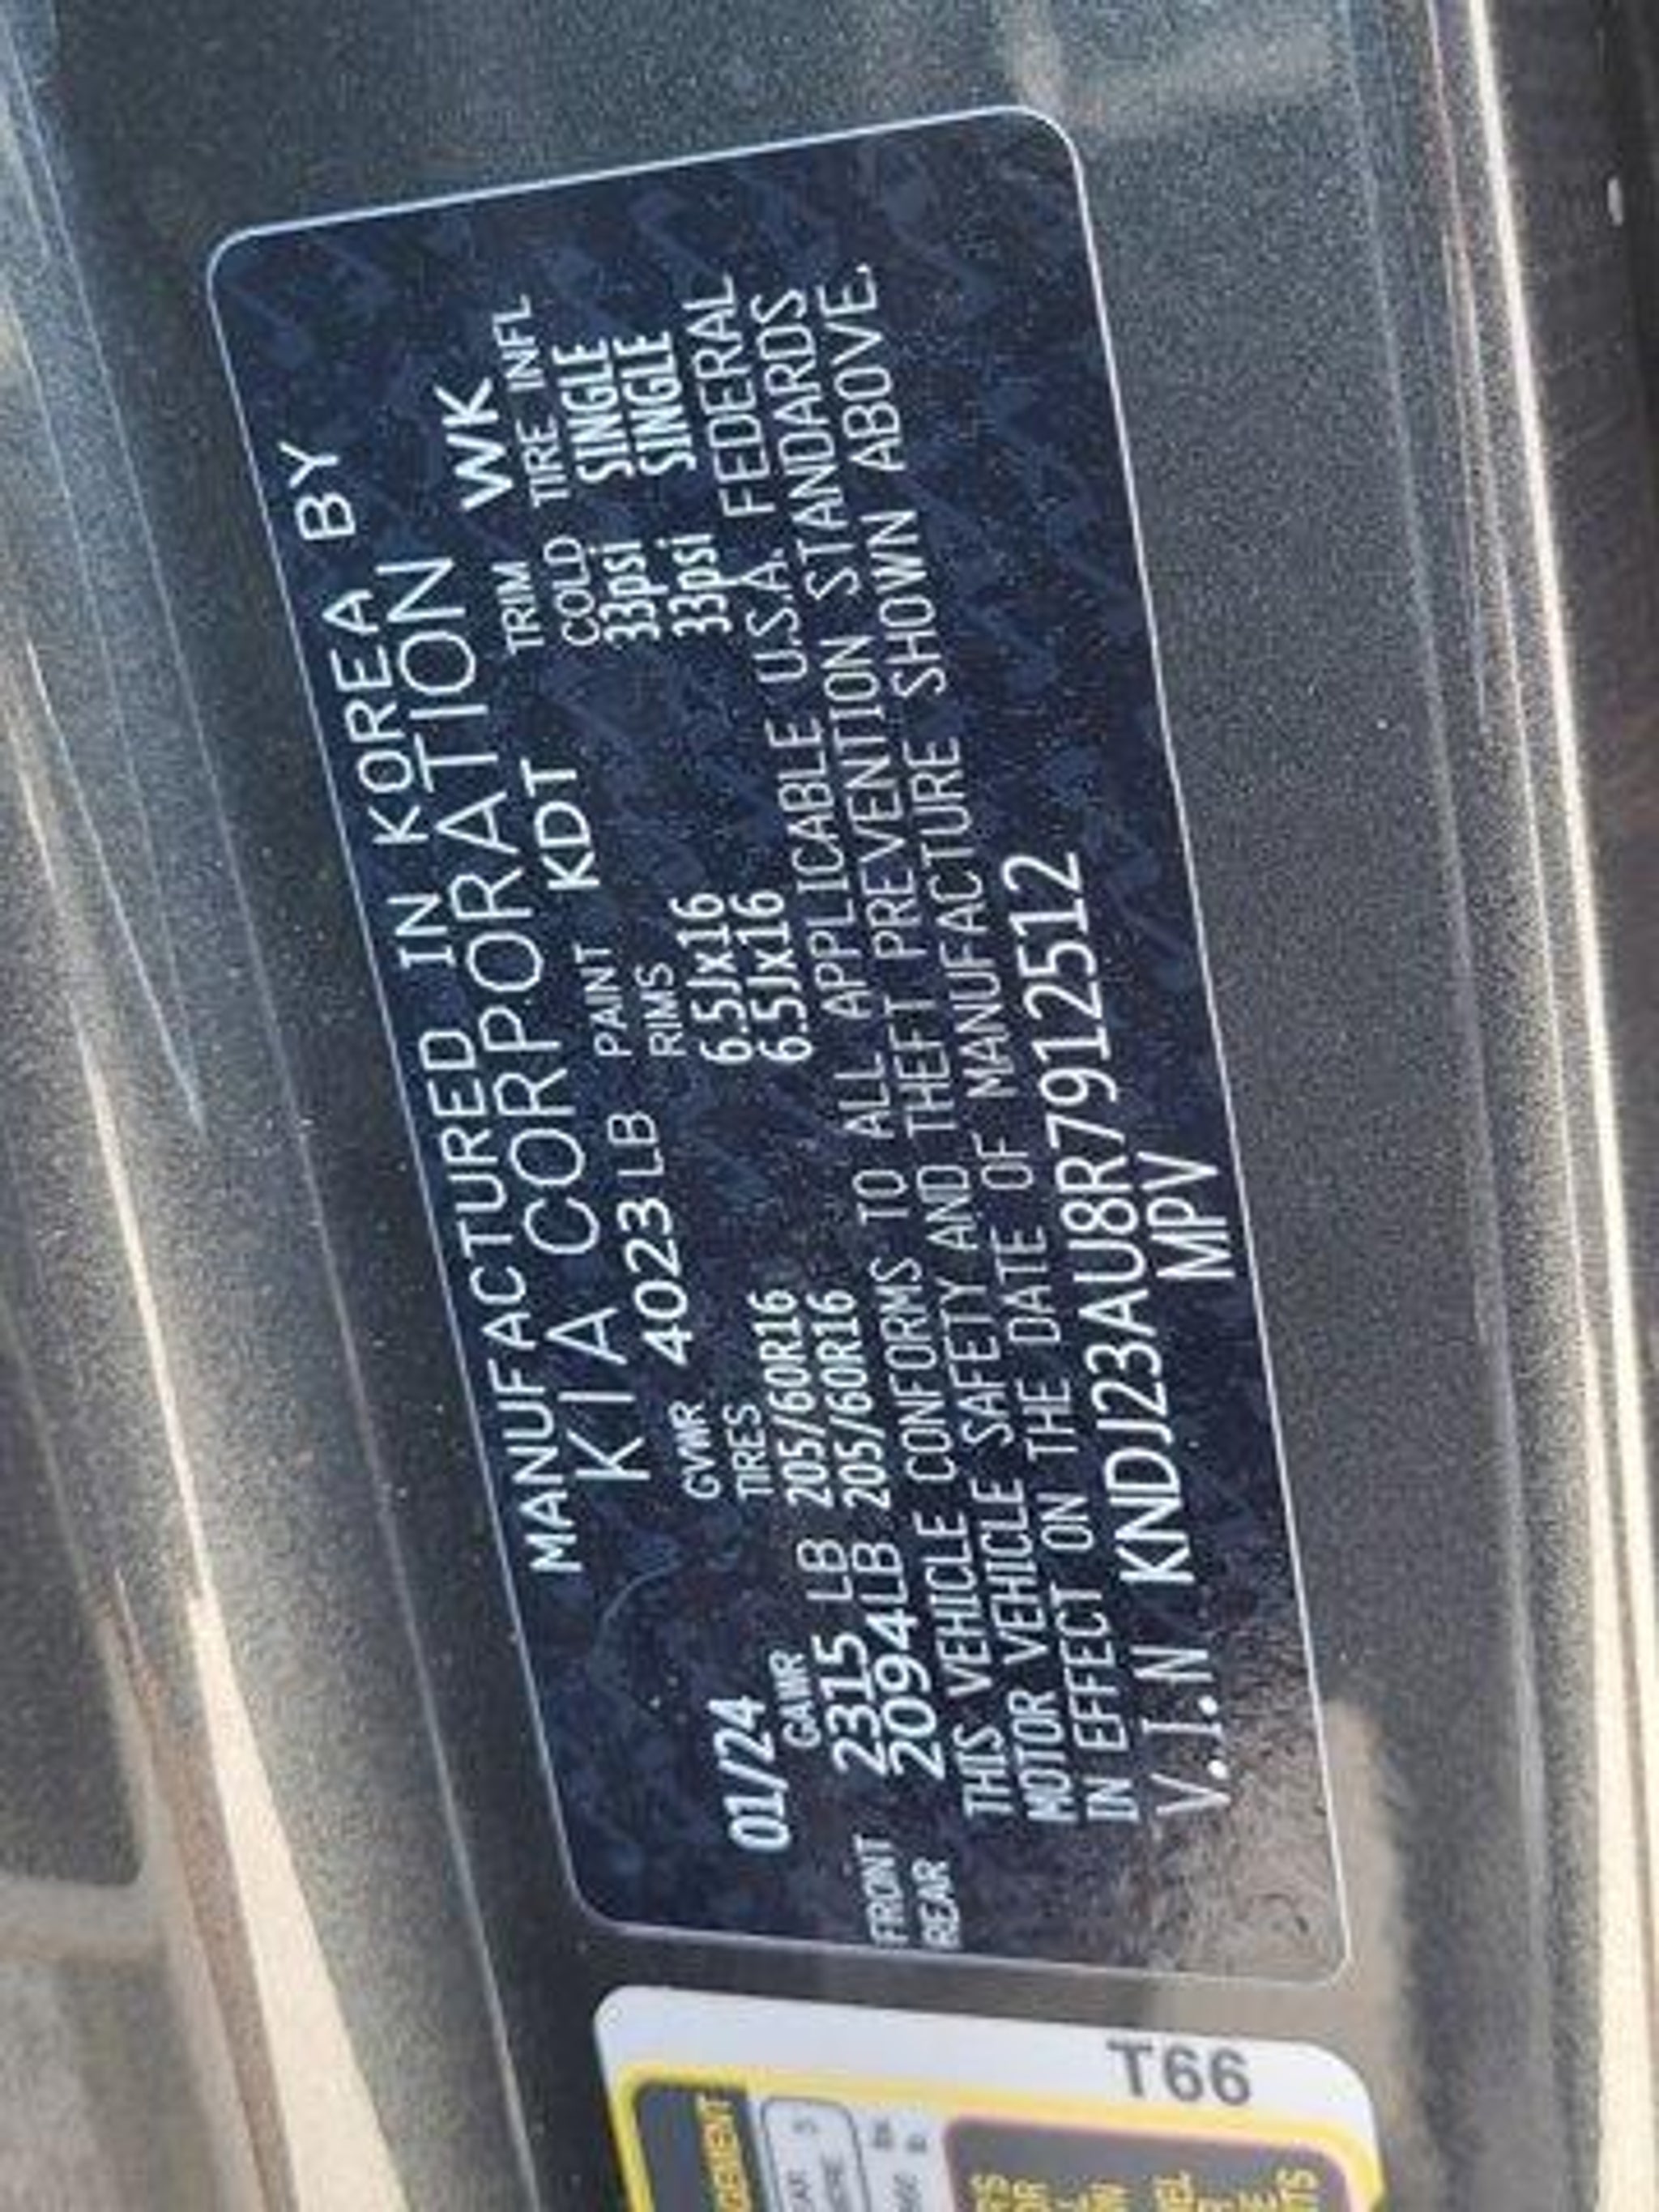 MANUFACTURED IN KOREA BY
KIA CORPORATION
01/24 GVWR 4023 LB PAINT KDT TRIM WK
GAWR TIRES RIMS COLD TIRE INFL
FRONT 2315 LB 205/60R16 6.5Jx16 33psi SINGLE
REAR 2094LB 205/60R16 6.5Jx16 33psi SINGLE
THIS VEHICLE CONFORMS TO ALL APPLICABLE U.S.A. FEDERAL
MOTOR VEHICLE SAFETY AND THEFT PREVENTION STANDARDS
IN EFFECT ON THE DATE OF MANUFACTURE SHOWN ABOVE.
V.I.N KNDJ23AU8R7912512
MPV
T66